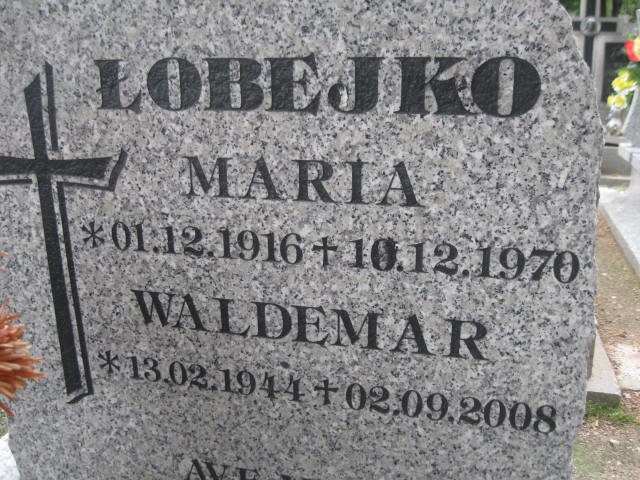 ŁOBEJKO
MARIA
*01.12.1916 +10.12.1970
WALDEMAR
*13.02.1944 +02.09.2008